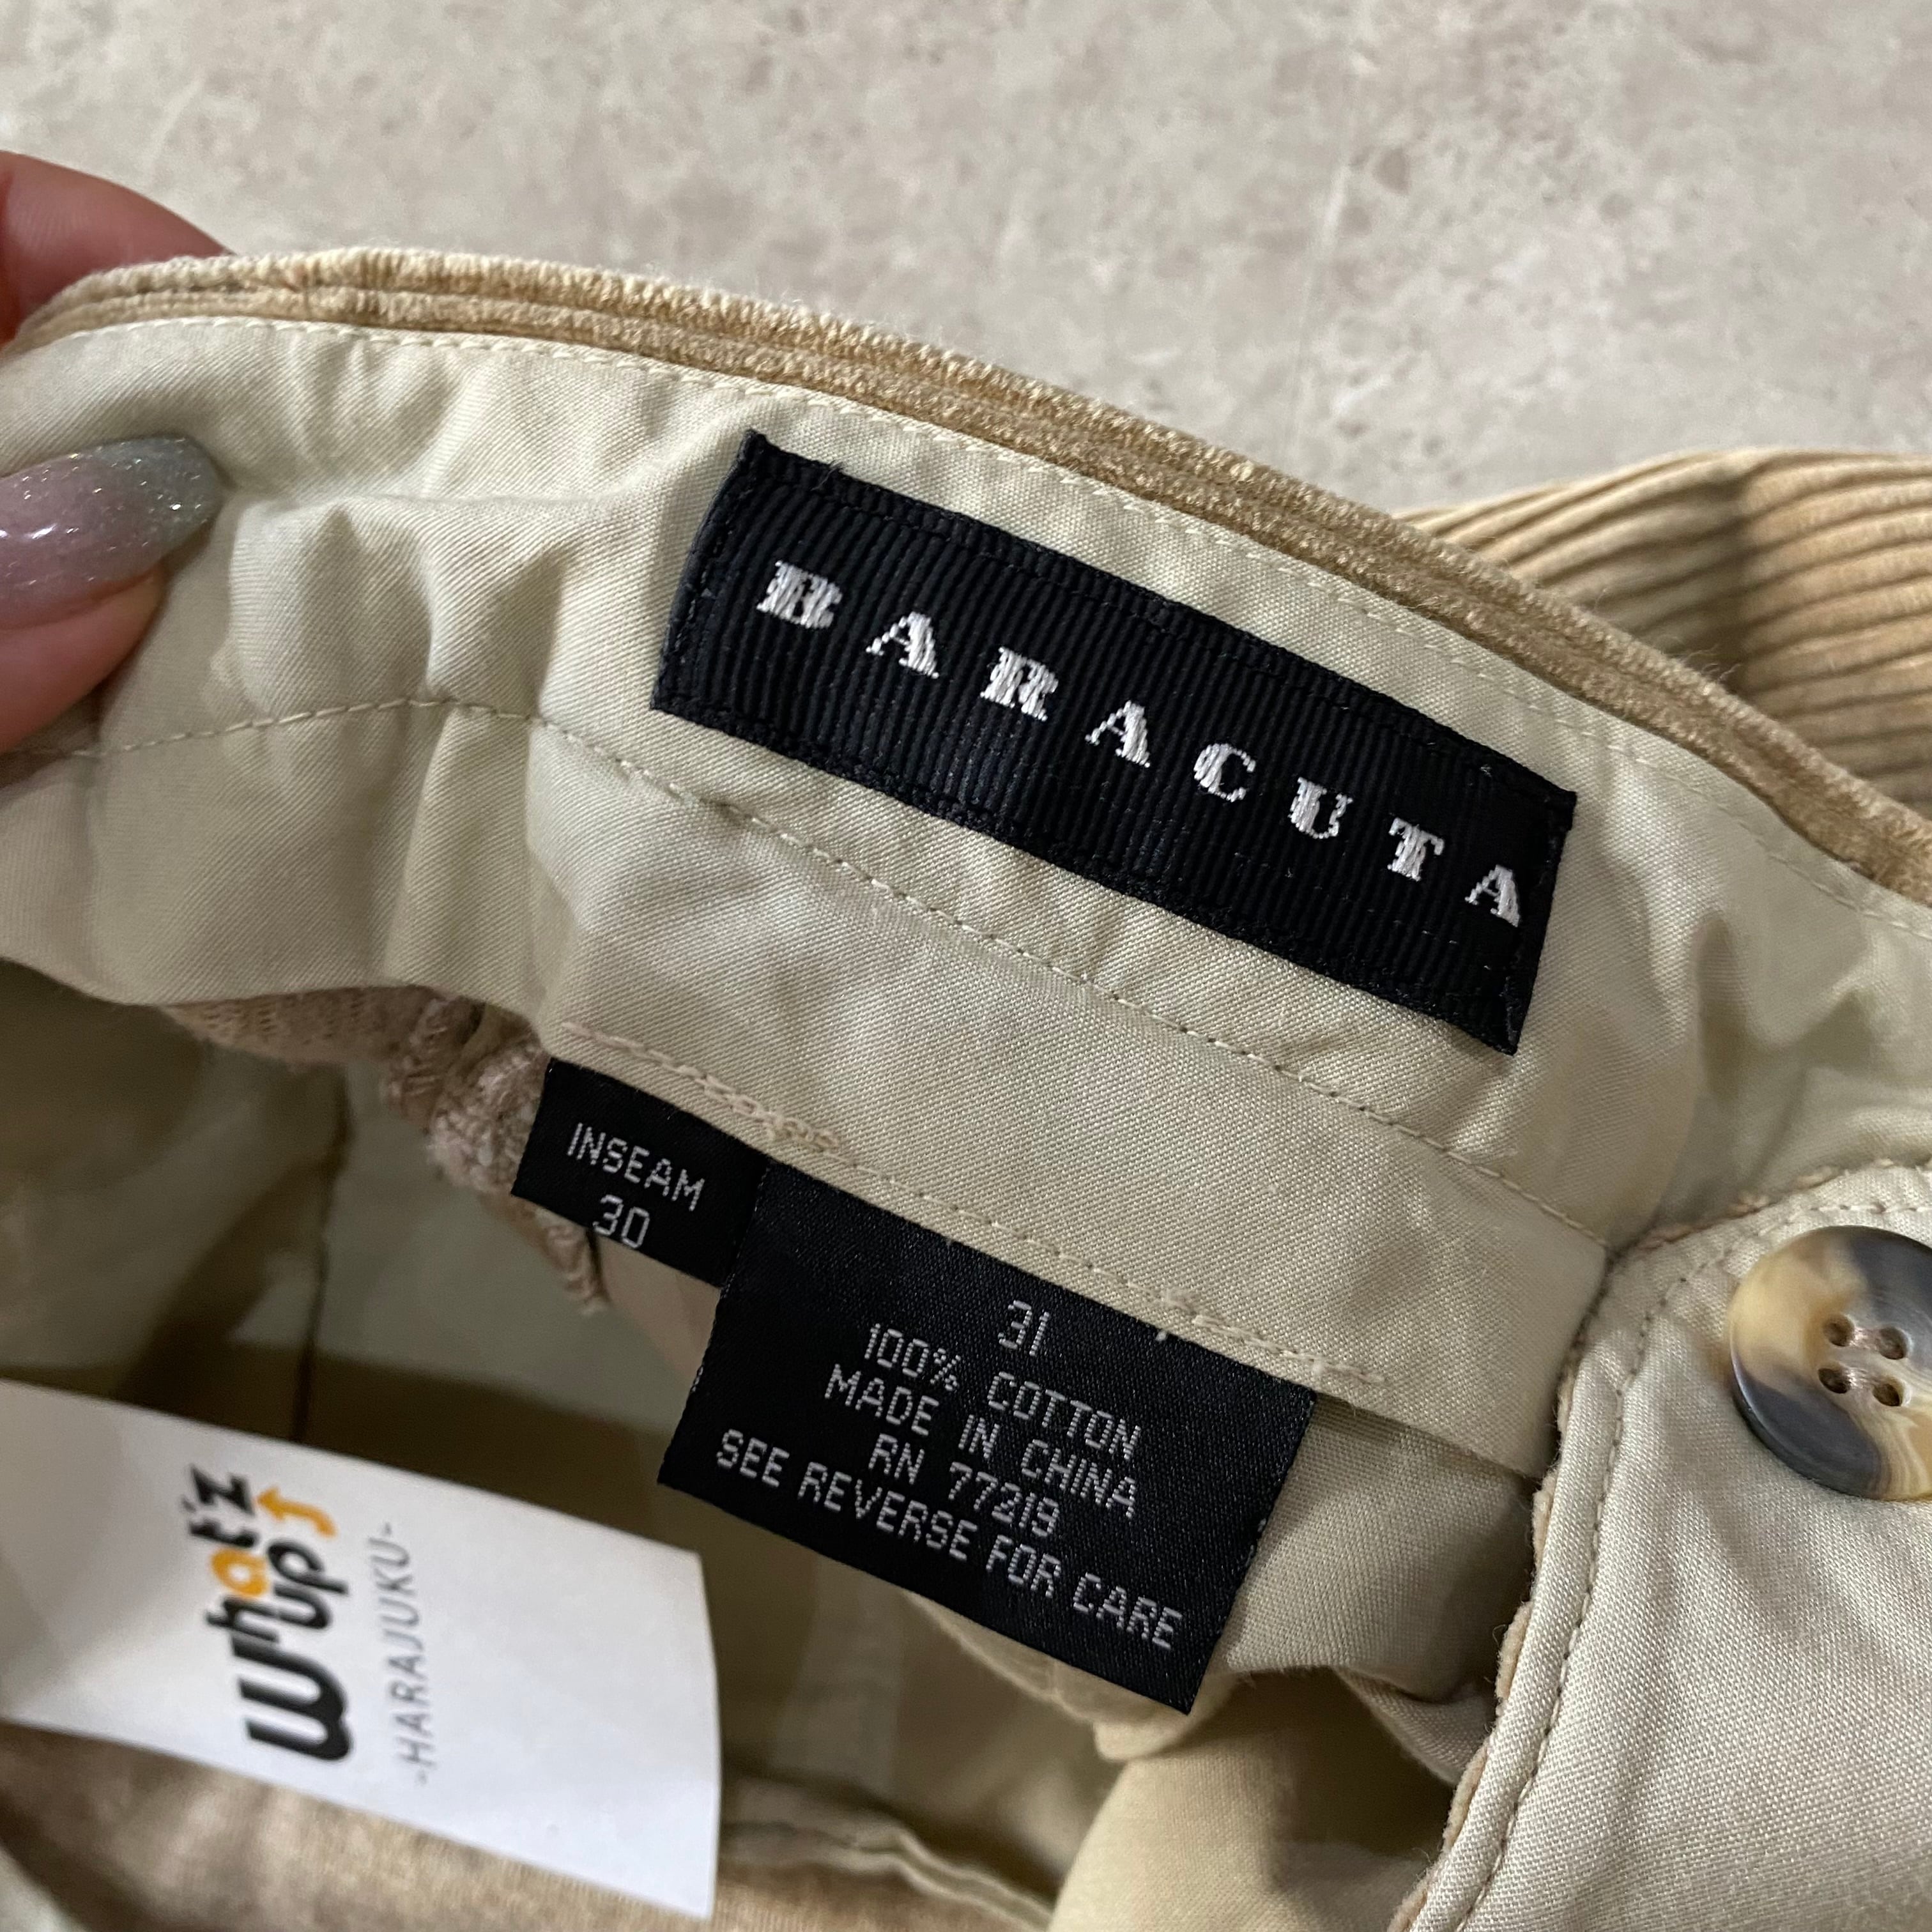 BARACUTA
INSEAM
30
31
100% COTTON
MADE IN CHINA
RN 77219
SEE REVERSE FOR CARE
What'z
up
-HARAJUKU-